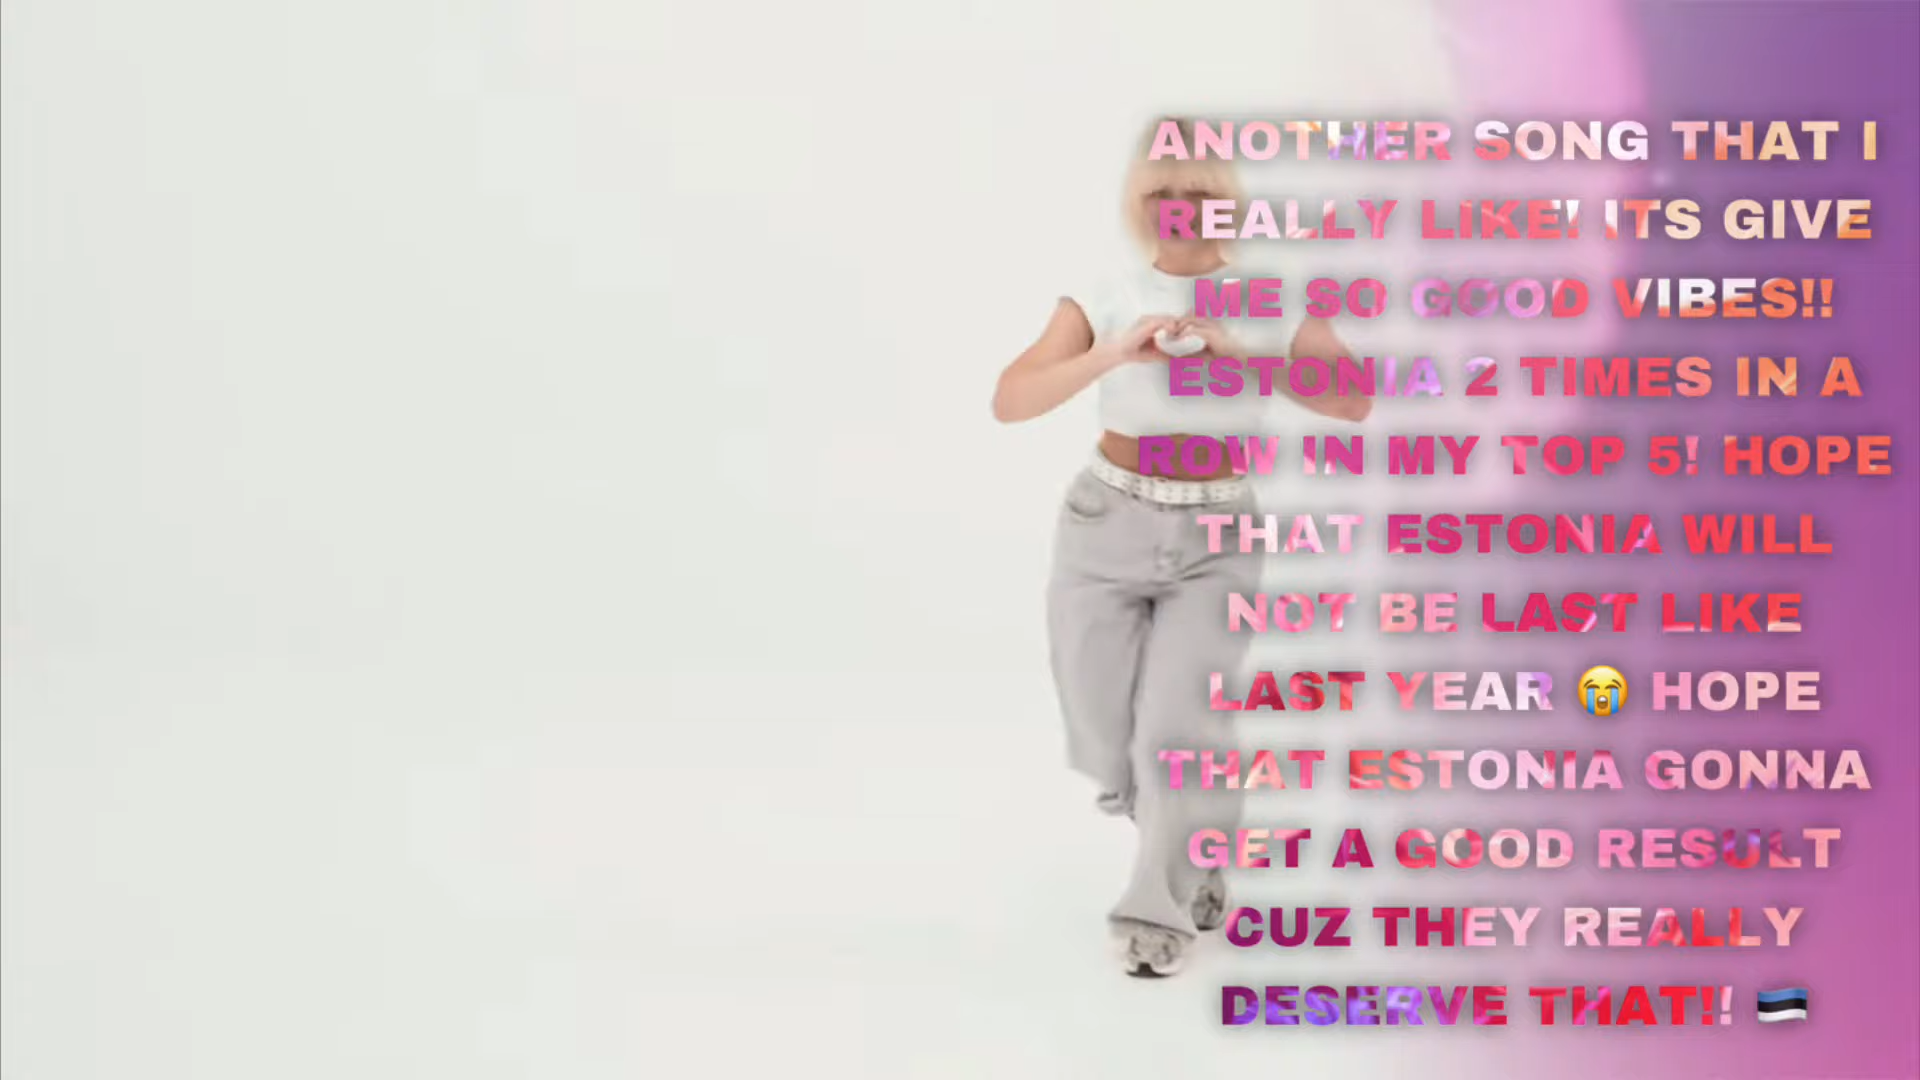 ANOTHER SONG THAT I
REALLY LIKE! ITS GIVE
ME SO GOOD VIBES!!
ESTONIA 2 TIMES IN A
ROW IN MY TOP 5! HOPE
THAT ESTONIA WILL
NOT BE LAST LIKE
LAST YEAR 😭 HOPE
THAT ESTONIA GONNA
GET A GOOD RESULT
CUZ THEY REALLY
DESERVE THAT!! 🇪🇪